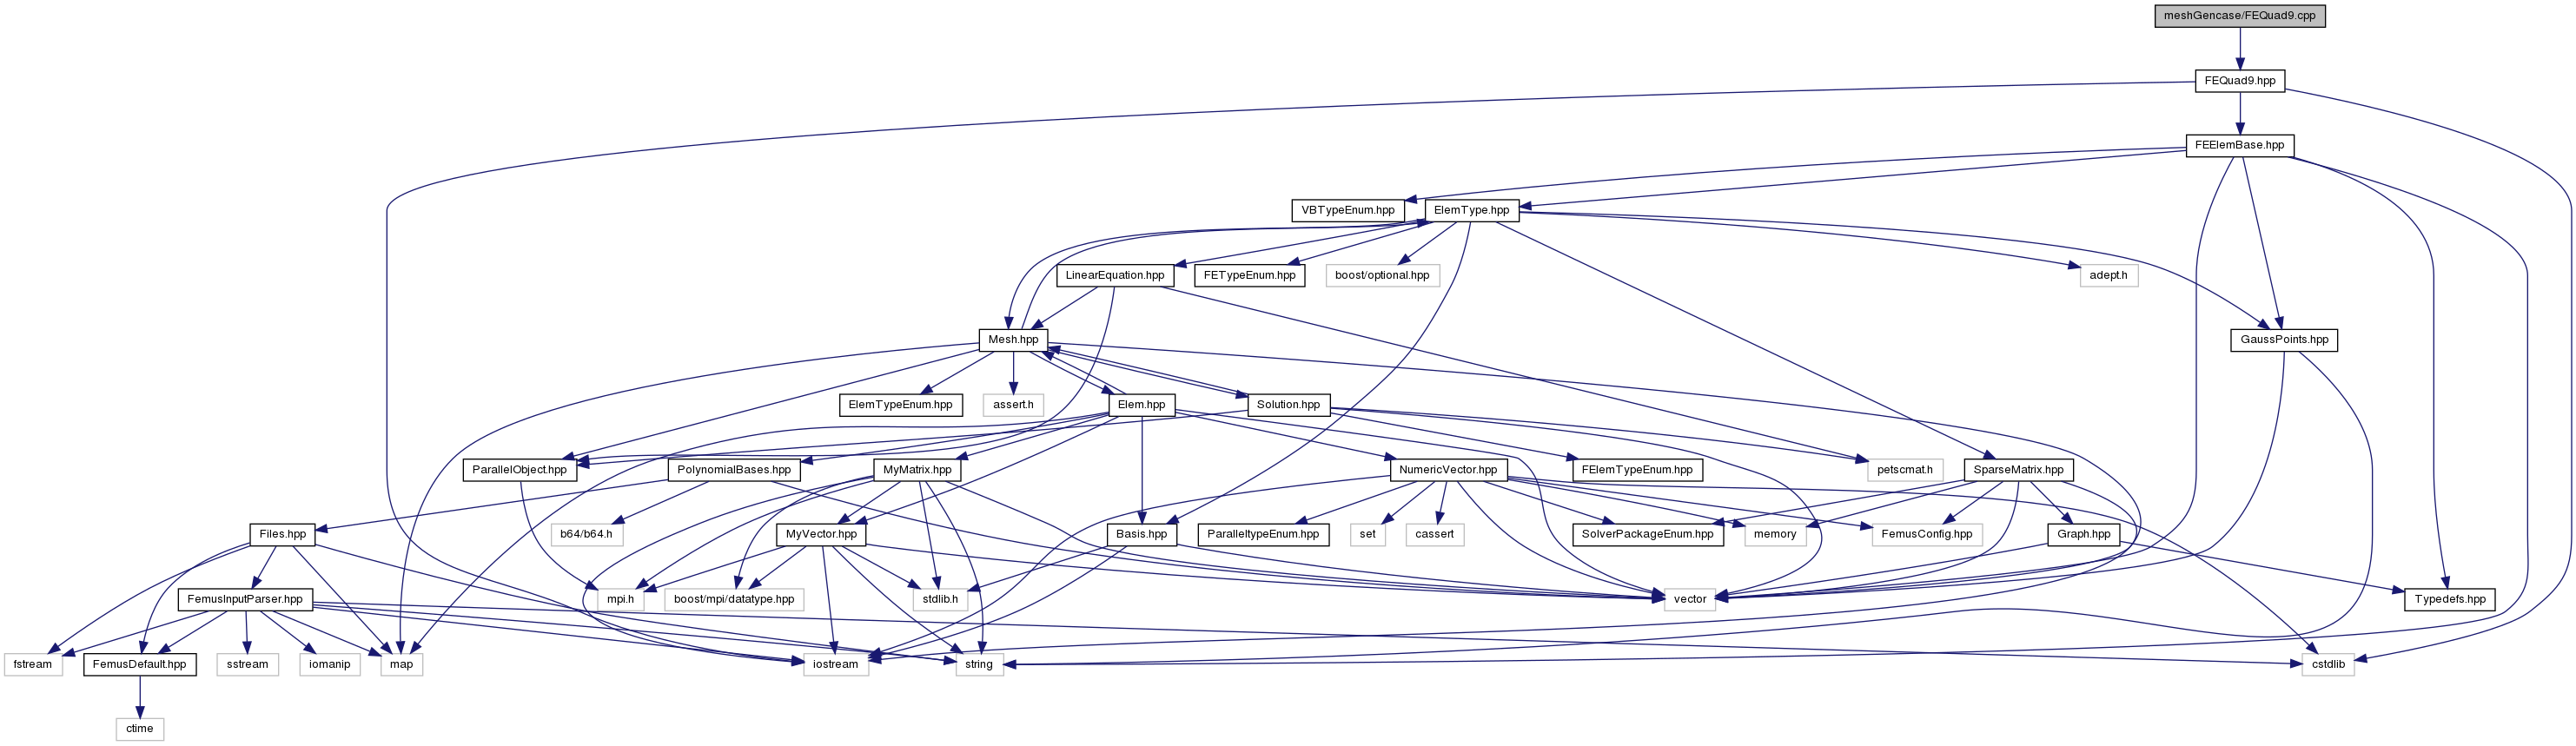 meshGencase/FEQuad9.cpp
FEQuad9.hpp
FEElemBase.hpp
VBTypeEnum.hpp
ElemType.hpp
LinearEquation.hpp
FETypeEnum.hpp
boost/optional.hpp
adept.h
Mesh.hpp
GaussPoints.hpp
ElemTypeEnum.hpp
assert.h
Elem.hpp
Solution.hpp
ParallelObject.hpp
PolynomialBases.hpp
MyMatrix.hpp
NumericVector.hpp
FElemTypeEnum.hpp
petscmat.h
SparseMatrix.hpp
Files.hpp
b64/b64.h
MyVector.hpp
Basis.hpp
ParalleltypeEnum.hpp
set
cassert
SolverPackageEnum.hpp
memory
FemusConfig.hpp
Graph.hpp
FemusInputParser.hpp
mpi.h
boost/mpi/datatype.hpp
stdlib.h
vector
Typedefs.hpp
fstream
FemusDefault.hpp
sstream
iomanip
map
iostream
string
cstdlib
ctime